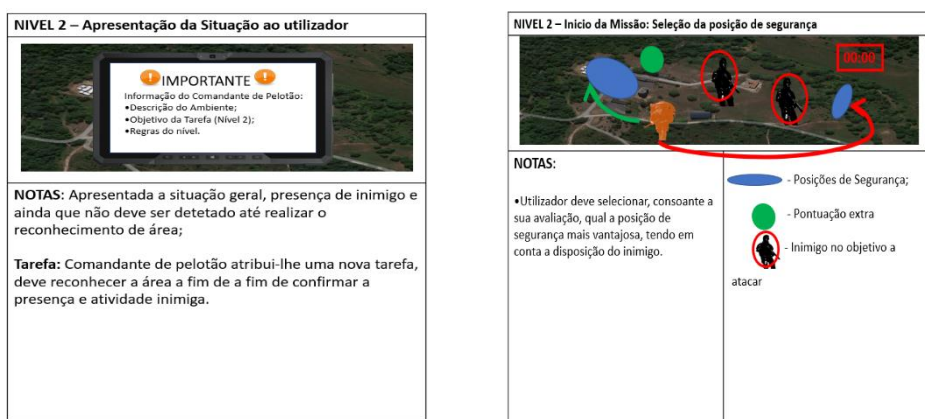 NIVEL 2 – Apresentação da Situação ao utilizador
IMPORTANTE
Informação do Comandante de Pelotão:
•Descrição do Ambiente;
•Objetivo da Tarefa (Nível 2);
•Regras do nível.
NOTAS: Apresentada a situação geral, presença de inimigo e
ainda que não deve ser detetado até realizar o
reconhecimento de área;
Tarefa: Comandante de pelotão atribui-lhe uma nova tarefa,
deve reconhecer a área a fim de a fim de confirmar a
presença e atividade inimiga.
NIVEL 2 – Inicio da Missão: Seleção da posição de segurança
00:00
NOTAS:
•Utilizador deve selecionar, consoante a
sua avaliação, qual a posição de
segurança mais vantajosa, tendo em
conta a disposição do inimigo.
- Posições de Segurança;
- Pontuação extra
- Inimigo no objetivo a
atacar